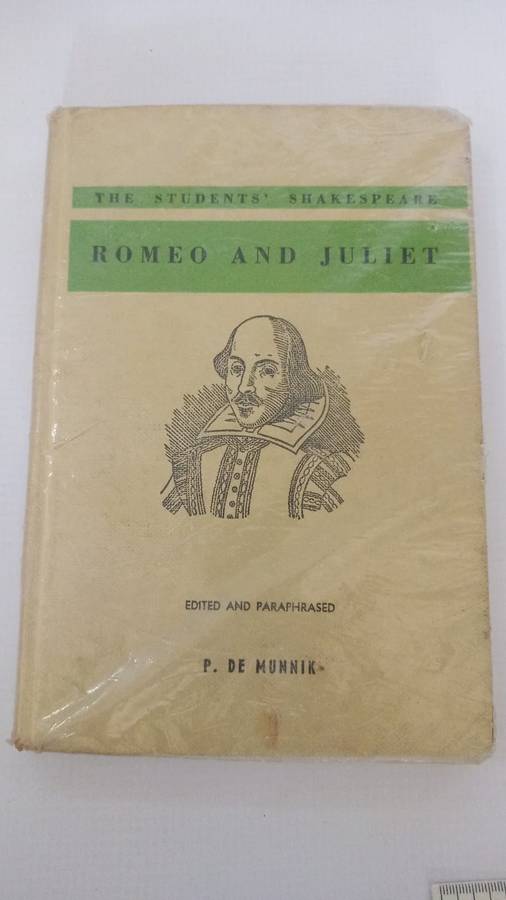 THE STUDENTS' SHAKESPEARE
ROMEO AND JULIET
EDITED AND PARAPHRASED
P. DE MUNNIK